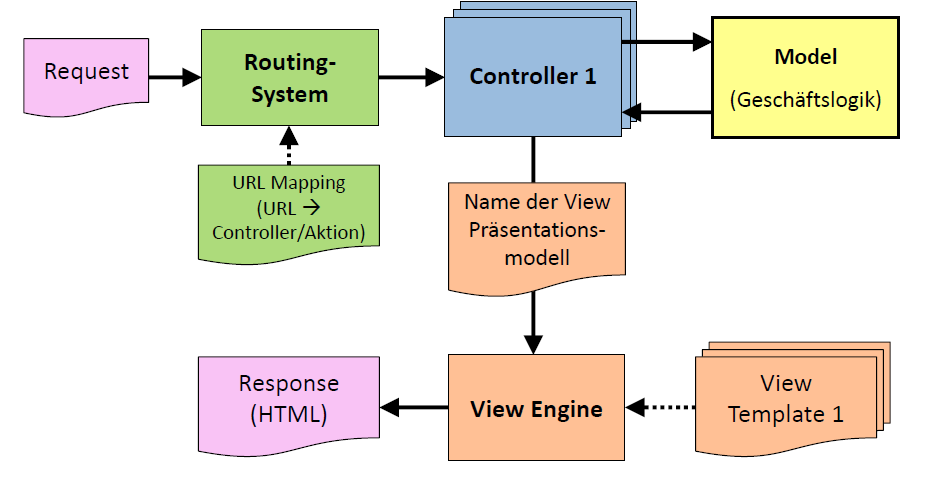 Request
Routing-
System
Controller 1
Model
(Geschäftslogik)
URL Mapping
(URL →
Controller/Aktion)
Name der View
Präsentations-
modell
Response
(HTML)
View Engine
View
Template 1